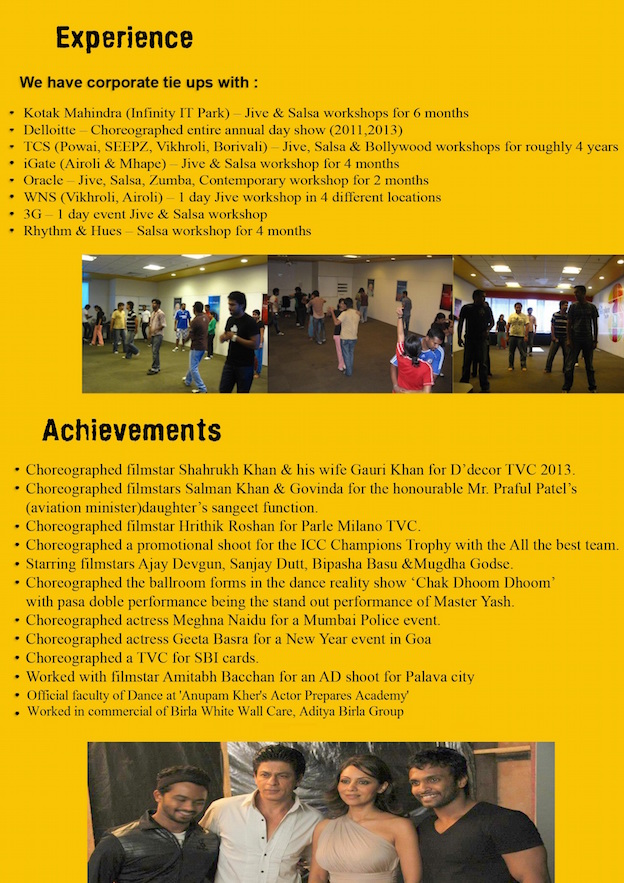 Experience
We have corporate tie ups with :
• Kotak Mahindra (Infinity IT Park) – Jive & Salsa workshops for 6 months
• Delloitte – Choreographed entire annual day show (2011,2013)
• TCS (Powai, SEEPZ, Vikhroli, Borivali) – Jive, Salsa & Bollywood workshops for roughly 4 years
• iGate (Airoli & Mhape) – Jive & Salsa workshop for 4 months
• Oracle – Jive, Salsa, Zumba, Contemporary workshop for 2 months
• WNS (Vikhroli, Airoli) – 1 day Jive workshop in 4 different locations
• 3G – 1 day event Jive & Salsa workshop
• Rhythm & Hues – Salsa workshop for 4 months
Achievements
• Choreographed filmstar Shahrukh Khan & his wife Gauri Khan for D’decor TVC 2013.
• Choreographed filmstars Salman Khan & Govinda for the honourable Mr. Praful Patel’s
(aviation minister)daughter’s sangeet function.
• Choreographed filmstar Hrithik Roshan for Parle Milano TVC.
• Choreographed a promotional shoot for the ICC Champions Trophy with the All the best team.
• Starring filmstars Ajay Devgun, Sanjay Dutt, Bipasha Basu &Mugdha Godse.
• Choreographed the ballroom forms in the dance reality show ‘Chak Dhoom Dhoom’
with pasa doble performance being the stand out performance of Master Yash.
• Choreographed actress Meghna Naidu for a Mumbai Police event.
• Choreographed actress Geeta Basra for a New Year event in Goa
• Choreographed a TVC for SBI cards.
• Worked with filmstar Amitabh Bacchan for an AD shoot for Palava city
• Official faculty of Dance at 'Anupam Kher's Actor Prepares Academy'
• Worked in commercial of Birla White Wall Care, Aditya Birla Group